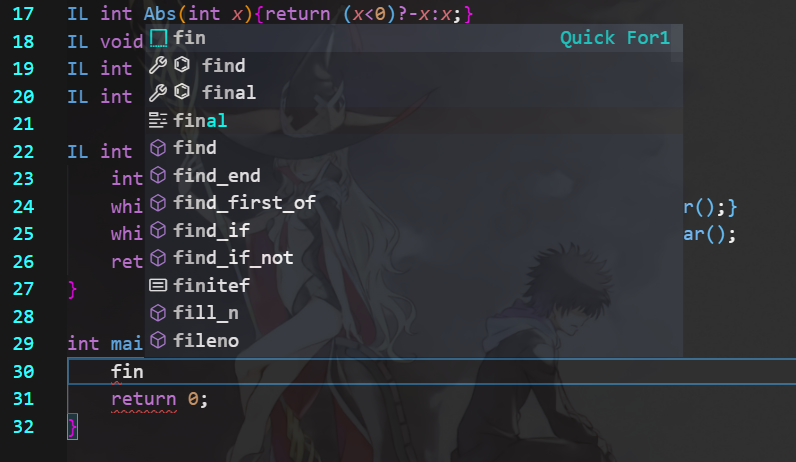 17 IL int Abs(int x){return (x<0)?-x:x;}
18 IL void
fin Quick For1
19 IL int
find
20 IL int
final
21
final
22 IL int
find
23 int
find_end
24 whi
find_first_of
r();}
25 whi
find_if
ar();
26 ret
find_if_not
27 }
finitef
28
fill_n
29 int mai
fileno
30 fin
31 return 0;
32 }